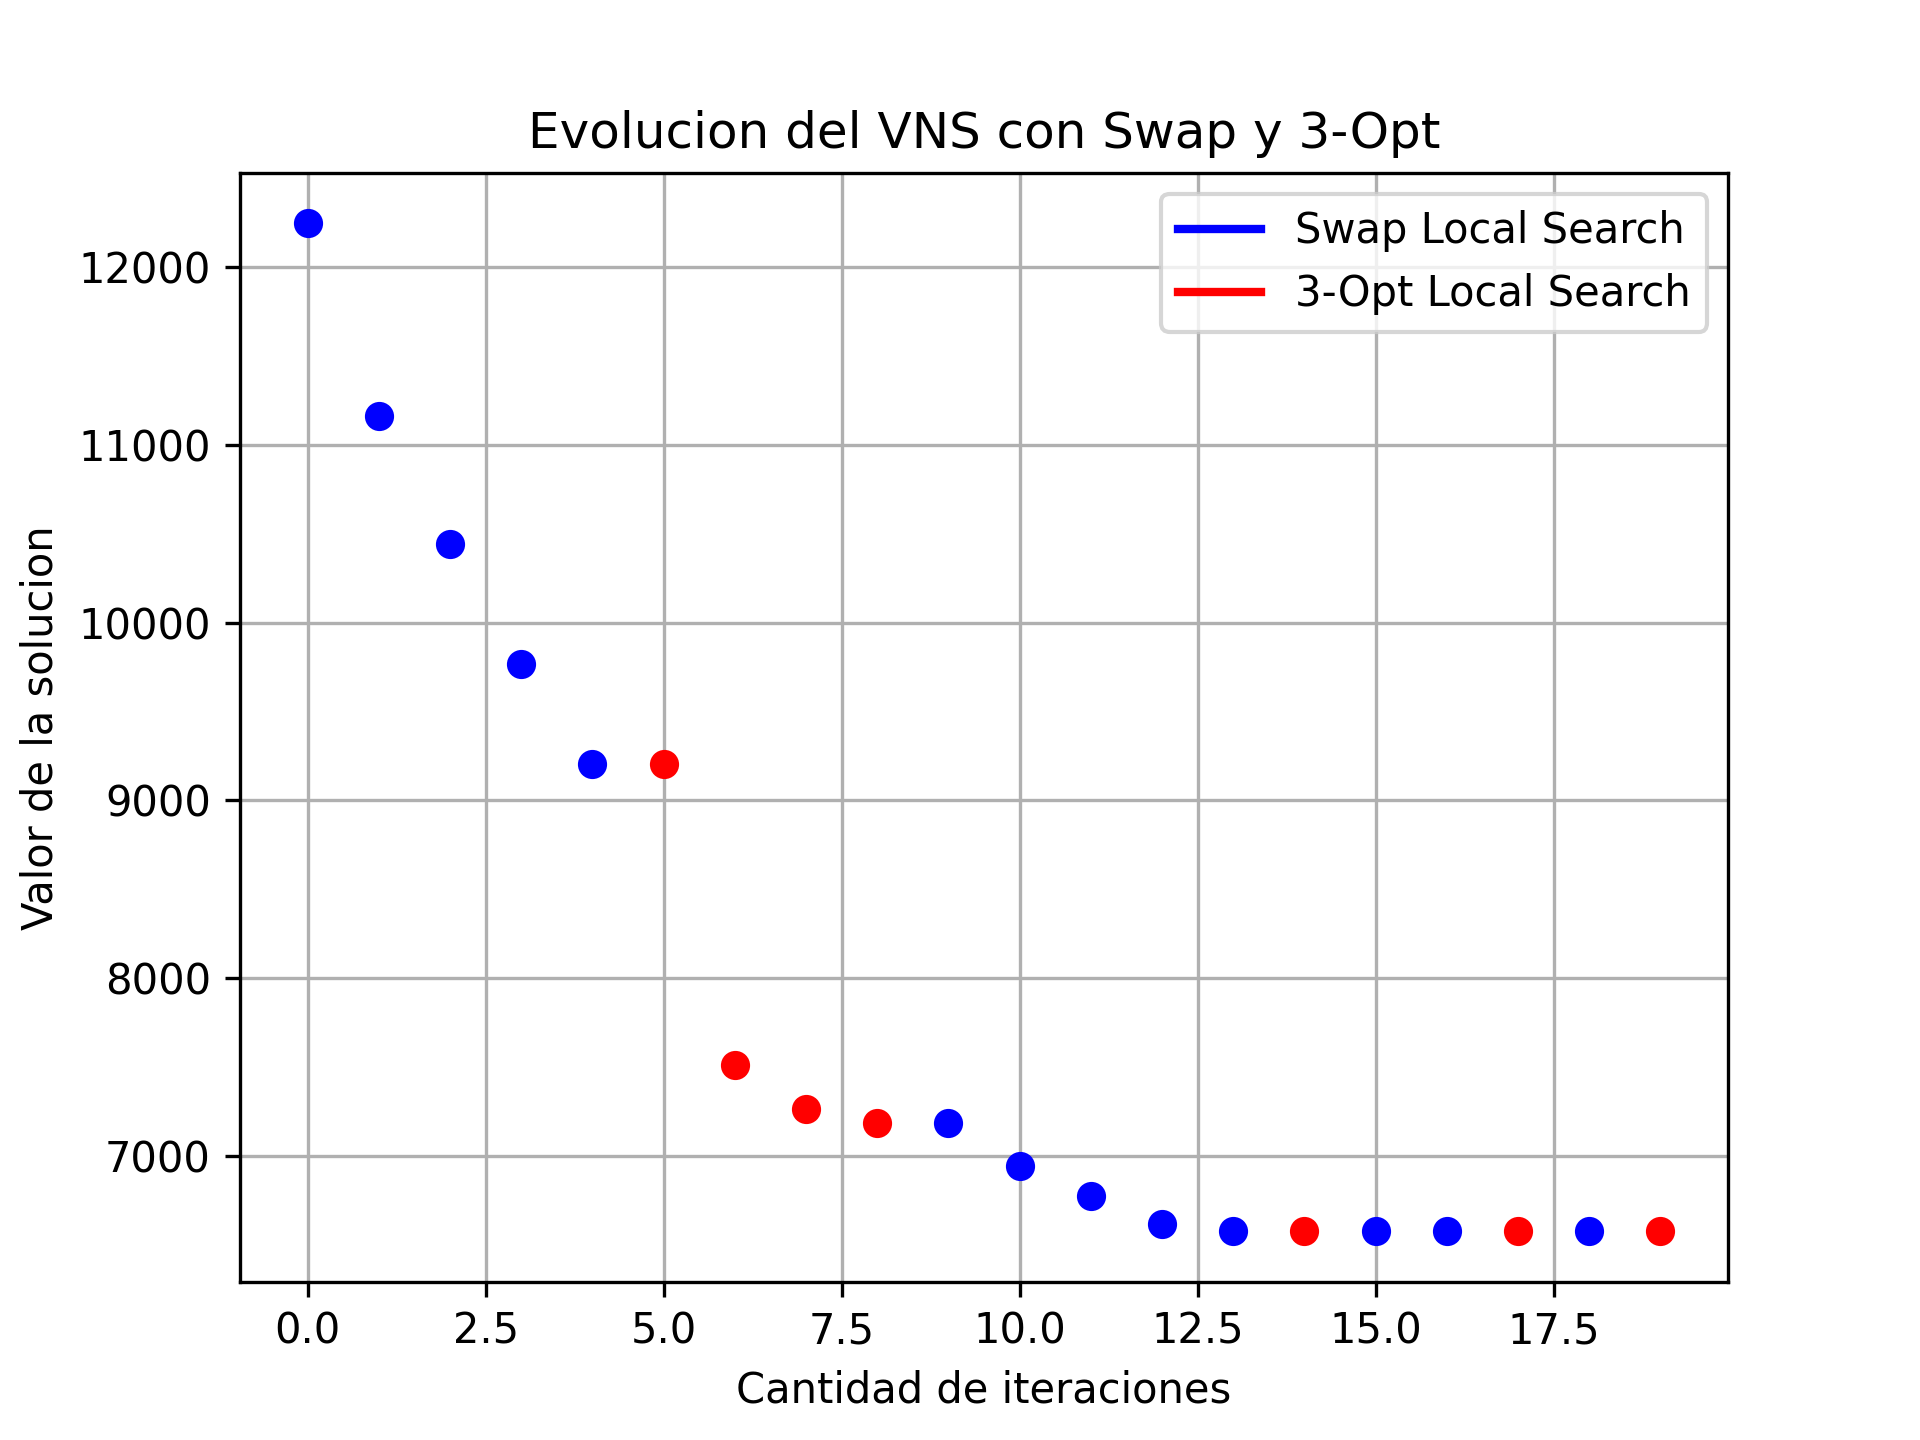 Evolucion del VNS con Swap y 3-Opt
Swap Local Search
3-Opt Local Search
12000
11000
10000
9000
8000
7000
Valor de la solucion
0.0 2.5 5.0 7.5 10.0 12.5 15.0 17.5
Cantidad de iteraciones